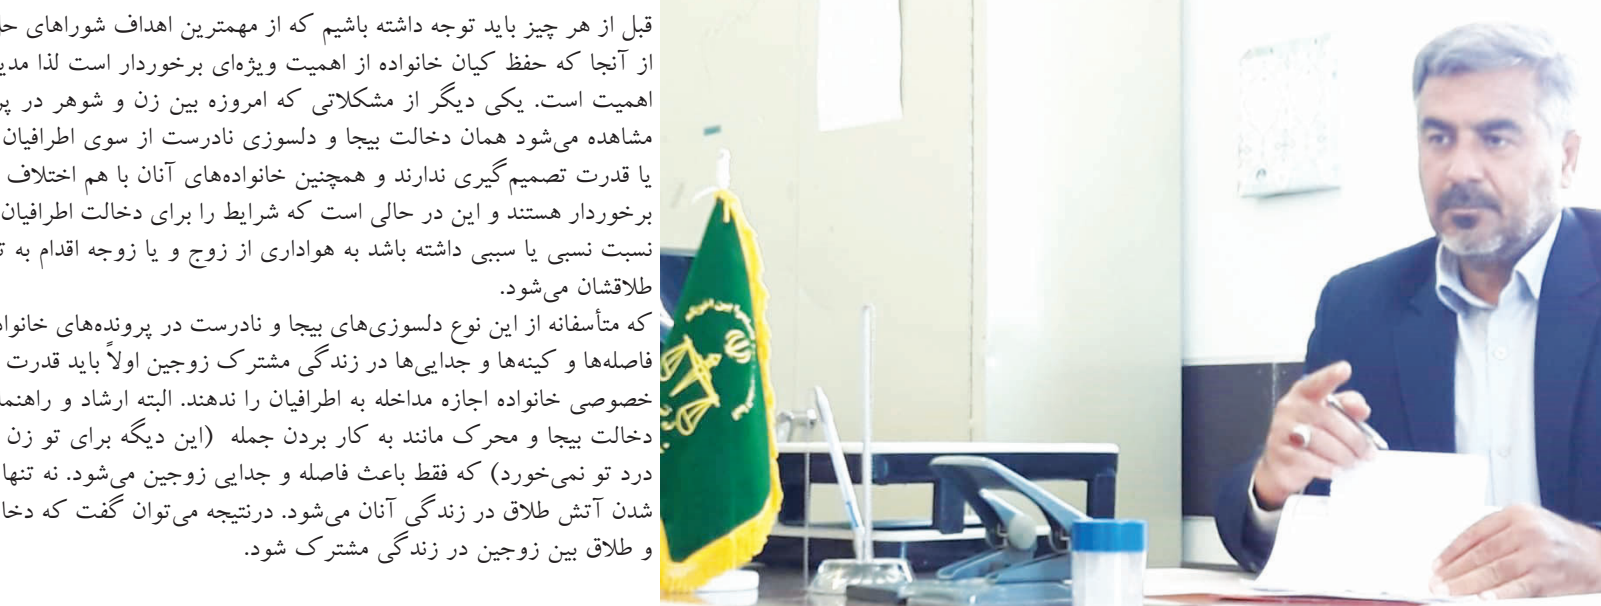 قبل از هر چیز باید توجه داشته باشیم که از مهمترین اهداف شوراهای
از آنجا که حفظ کیان خانواده از اهمیت ویژه‌ای برخوردار است لذا
اهمیت است. یکی دیگر از مشکلاتی که امروزه بین زن و شوهر در
مشاهده می‌شود همان دخالت بیجا و دلسوزی نادرست از سوی اطرافیان
یا قدرت تصمیم‌گیری ندارند و همچنین خانواده‌های آنان با هم اختلاف
برخوردار هستند و این در حالی است که شرایط را برای دخالت اطرافیان
نسبت نسبی یا سببی داشته باشد به هواداری از زوج و یا زوجه اقدام به
طلاقشان می‌شود.
که متأسفانه از این نوع دلسوزی‌های بیجا و نادرست در پرونده‌های
فاصله‌ها و کینه‌ها و جدایی‌ها در زندگی مشترک زوجین اولاً باید قدرت
خصوصی خانواده اجازه مداخله به اطرافیان را ندهند. البته ارشاد و
دخالت بیجا و محرک مانند به کار بردن جمله (این دیگه برای تو زن
درد تو نمی‌خورد) که فقط باعث فاصله و جدایی زوجین می‌شود. نه تنها
شدن آتش طلاق در زندگی آنان می‌شود. درنتیجه می‌توان گفت که
و طلاق بین زوجین در زندگی مشترک شود.